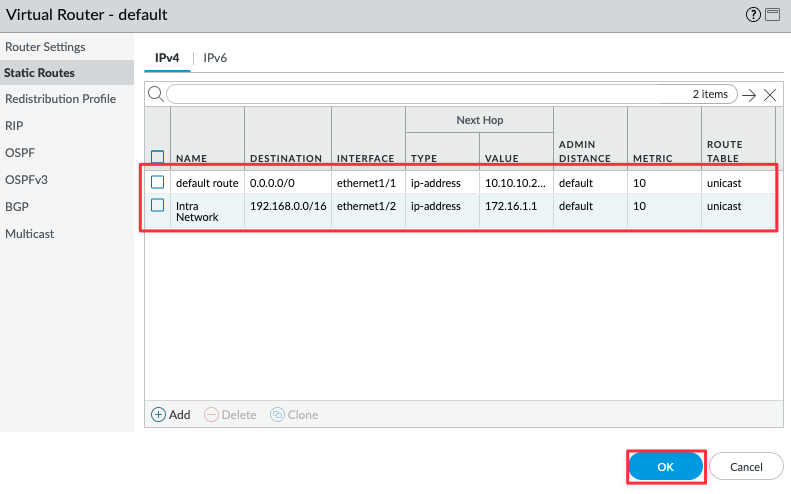 Virtual Router - default
Router Settings
Static Routes
Redistribution Profile
RIP
OSPF
OSPFv3
BGP
Multicast
IPv4 IPv6
2 items
Next Hop
NAME DESTINATION INTERFACE TYPE VALUE ADMIN DISTANCE METRIC ROUTE TABLE
default route 0.0.0.0/0 ethernet1/1 ip-address 10.10.10.2... default 10 unicast
Intra Network 192.168.0.0/16 ethernet1/2 ip-address 172.16.1.1 default 10 unicast
Add Delete Clone
OK Cancel